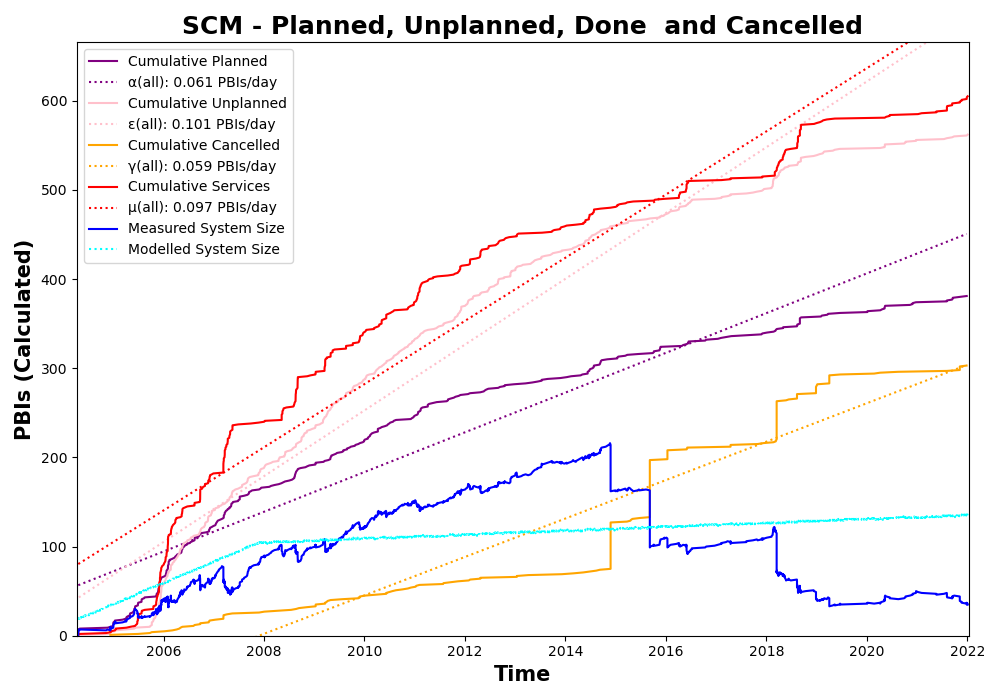 SCM - Planned, Unplanned, Done  and Cancelled
PBIs (Calculated)
600
500
400
300
200
100
0
Cumulative Planned
α(all): 0.061 PBIs/day
Cumulative Unplanned
ε(all): 0.101 PBIs/day
Cumulative Cancelled
γ(all): 0.059 PBIs/day
Cumulative Services
μ(all): 0.097 PBIs/day
Measured System Size
Modelled System Size
2006 2008 2010 2012 2014 2016 2018 2020 2022
Time